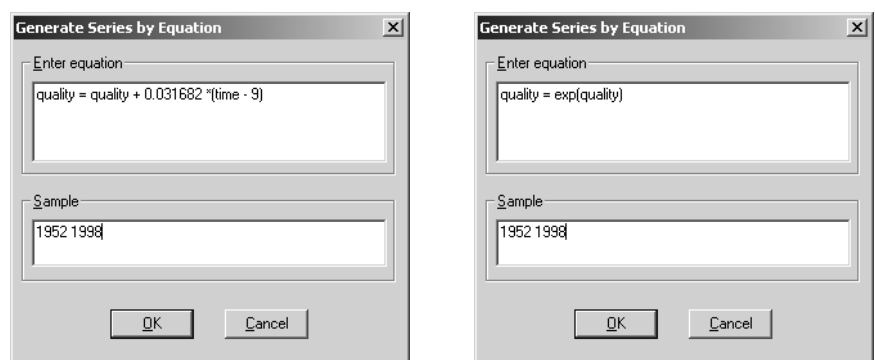 Generate Series by Equation
Enter equation
quality = quality + 0.031682 *(time - 9)
Sample
1952 1998
OK
Cancel
Generate Series by Equation
Enter equation
quality = exp(quality)
Sample
1952 1998
OK
Cancel